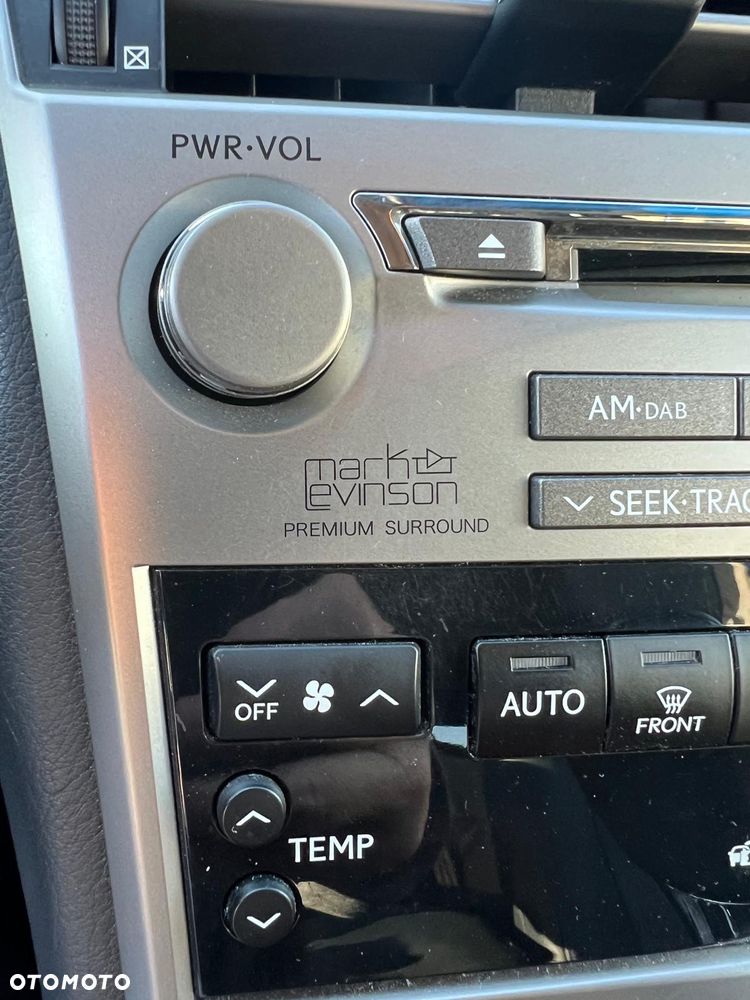 PWR•VOL
AM•DAB
mark
Levinson
SEEK•TRAC
PREMIUM SURROUND
OFF
AUTO
FRONT
TEMP
OTOMOTO